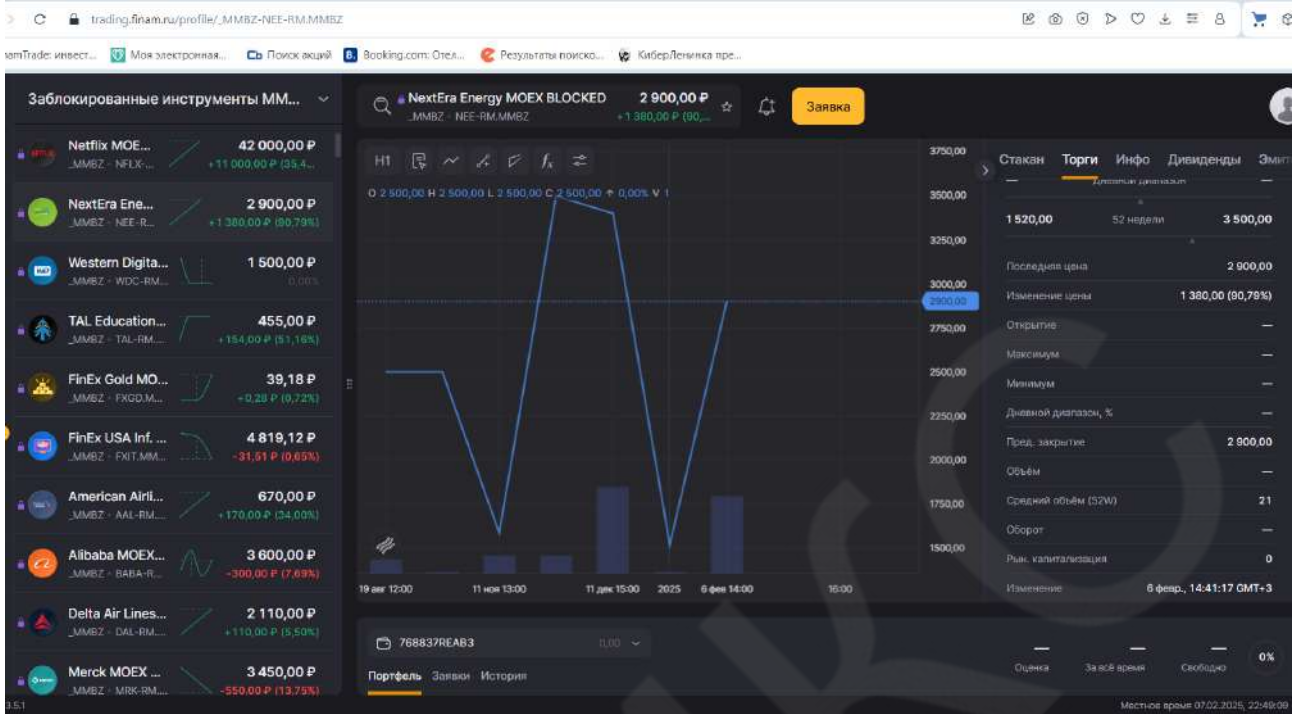 trading.finam.ru/profile/_MMBZ-NEE-RM.MMBZ
amTrade: инвест... Моя электронная... Поиск акций Booking.com: Отел... Результаты поиско... КиберЛенинка пре...
Заблокированные инструменты MM...
NextEra Energy MOEX BLOCKED 2 900,00 ₽
_MMBZ · NEE-RM.MMBZ +1 380,00 ₽ (90,...
Заявка
Netflix MOE... 42 000,00 ₽
_MMBZ · NFLX-... +11 000,00 ₽ (35,4...
NextEra Ene... 2 900,00 ₽
_MMBZ · NEE-R... +1 380,00 ₽ (90,79%)
Western Digita... 1 500,00 ₽
_MMBZ · WDC-RM... 0,00%
TAL Education... 455,00 ₽
_MMBZ · TAL-RM.... +154,00 ₽ (51,16%)
FinEx Gold MO... 39,18 ₽
_MMBZ · FXGD.M... +0,28 ₽ (0,72%)
FinEx USA Inf. ... 4 819,12 ₽
_MMBZ · FXIT.MM... -31,51 ₽ (0,65%)
American Airli... 670,00 ₽
_MMBZ · AAL-RM.... +170,00 ₽ (34,00%)
Alibaba MOEX... 3 600,00 ₽
_MMBZ · BABA-R... -300,00 ₽ (7,69%)
Delta Air Lines... 2 110,00 ₽
_MMBZ · DAL-RM.... +110,00 ₽ (5,50%)
Merck MOEX ... 3 450,00 ₽
_MMBZ · MRK-RM.... -550,00 ₽ (13,75%)
3.5.1
H1
O 2 500,00 H 2 500,00 L 2 500,00 C 2 500,00 0,00% V 1
3750,00
3500,00
3250,00
3000,00
2900,00
2750,00
2500,00
2250,00
2000,00
1750,00
1500,00
19 авг 12:00 11 ноя 13:00 11 дек 15:00 2025 6 фев 14:00 16:00
768837REAB3 0,00
Портфель Заявки История
Стакан Торги Инфо Дивиденды Эмит
— Дневной диапазон —
1 520,00 52 недели 3 500,00
Последняя цена 2 900,00
Изменение цены 1 380,00 (90,79%)
Открытие —
Максимум —
Минимум —
Дневной диапазон, % —
Пред. закрытие 2 900,00
Объём —
Средний объём (52W) 21
Оборот —
Рын. капитализация 0
Изменение 6 февр., 14:41:17 GMT+3
— — — 0%
Оценка За всё время Свободно
Местное время 07.02.2025, 22:49:09